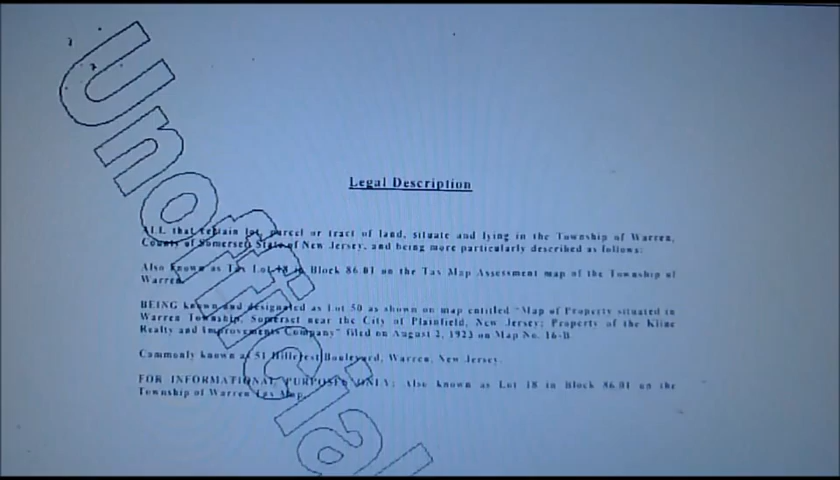 Unofficial
Legal Description
ALL that certain lot, parcel or tract of land, situate and lying in the Township of Warren,
County of Somerset State of New Jersey, and being more particularly described as follows:
Also known as Tax Lot 18 in Block 86.01 on the Tax Map Assessment map of the Township of
Warren.
BEING known and designated as Lot 50 as shown on map entitled "Map of Property situated in
Warren Township, Somerset near the City of Plainfield, New Jersey; Property of the Kline
Realty and Improvements Company" filed on August 2, 1923 on Map No. 16-B.
Commonly known as 51 Hillcrest Boulevard, Warren, New Jersey.
FOR INFORMATIONAL PURPOSES ONLY: Also known as Lot 18 in Block 86.01 on the
Township of Warren Tax Map.